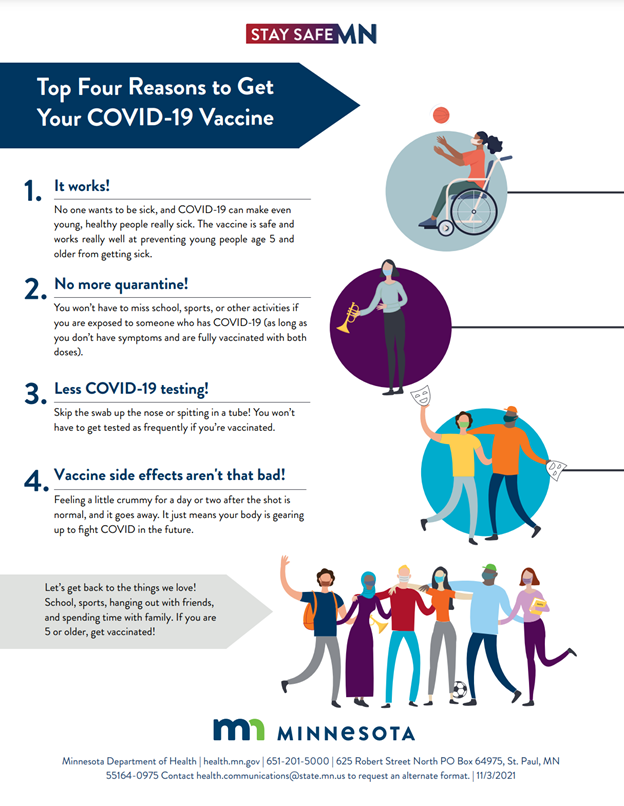 STAY SAFE MN
Top Four Reasons to Get
Your COVID-19 Vaccine
1. It works!
No one wants to be sick, and COVID-19 can make even
young, healthy people really sick. The vaccine is safe and
works really well at preventing young people age 5 and
older from getting sick.
2. No more quarantine!
You won't have to miss school, sports, or other activities if
you are exposed to someone who has COVID-19 (as long as
you don't have symptoms and are fully vaccinated with both
doses).
3. Less COVID-19 testing!
Skip the swab up the nose or spitting in a tube! You won't
have to get tested as frequently if you're vaccinated.
4. Vaccine side effects aren't that bad!
Feeling a little crummy for a day or two after the shot is
normal, and it goes away. It just means your body is gearing
up to fight COVID in the future.
Let's get back to the things we love!
School, sports, hanging out with friends,
and spending time with family. If you are
5 or older, get vaccinated!
mn MINNESOTA
Minnesota Department of Health | health.mn.gov | 651-201-5000 | 625 Robert Street North PO Box 64975, St. Paul, MN
55164-0975 Contact health.communications@state.mn.us to request an alternate format. | 11/3/2021